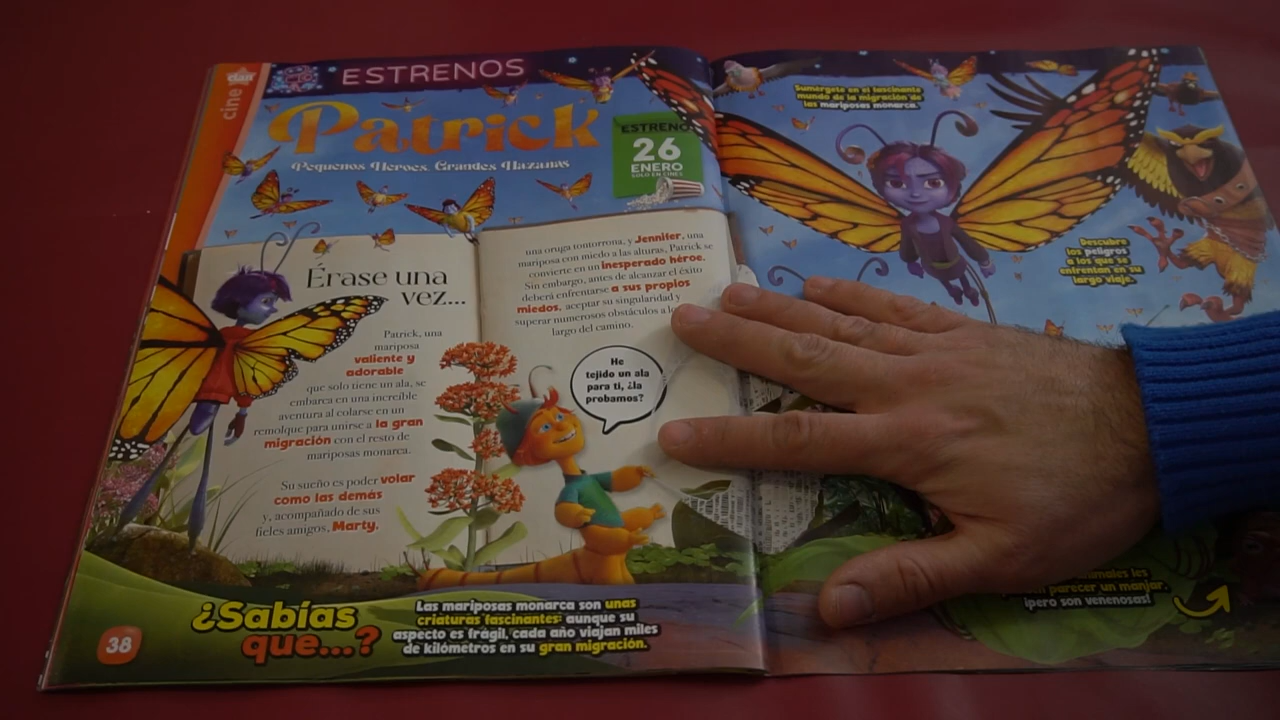 clan
cine
ESTRENOS
Patrick
Pequeños Héroes, Grandes Hazañas
ESTRENO
26
ENERO
SOLO EN CINES
Érase una
vez...
Patrick, una
mariposa
valiente y
adorable
que solo tiene un ala, se
embarca en una increíble
aventura al colarse en un
remolque para unirse a la gran
migración con el resto de
mariposas monarca.
Su sueño es poder volar
como las demás
y, acompañado de sus
fieles amigos, Marty,
una oruga tontorrona, y Jennifer, una
mariposa con miedo a las alturas, Patrick se
convierte en un inesperado héroe.
Sin embargo, antes de alcanzar el éxito
deberá enfrentarse a sus propios
miedos, aceptar su singularidad y
superar numerosos obstáculos a lo
largo del camino.
He
tejido un ala
para ti, ¿la
probamos?
¿Sabías
que...?
Las mariposas monarca son unas
criaturas fascinantes: aunque su
aspecto es frágil, cada año viajan miles
de kilómetros en su gran migración.
38
Sumérgete en el fascinante
mundo de la migración de
las mariposas monarca.
Descubre
los peligros
a los que se
enfrentan en su
largo viaje.
animales les
parecer un manjar,
¡pero son venenosas!